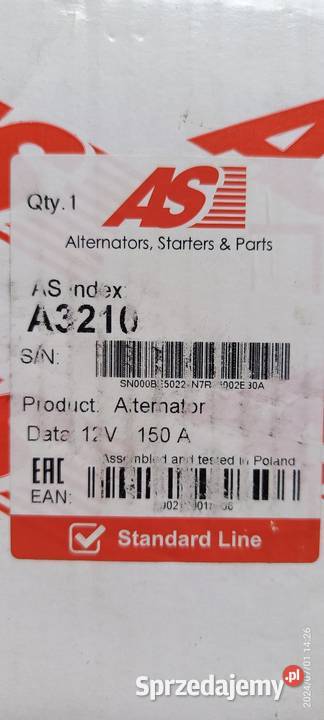 Qty.1
AS
Alternators, Starters & Parts
AS ndex:
A3210
S/N:
Product: Alternator
Data: 12V 150 A
Assembled and tested in Poland
EAC
EAN:
Standard Line
2024/07/01 14:26
Sprzedajemy.pl